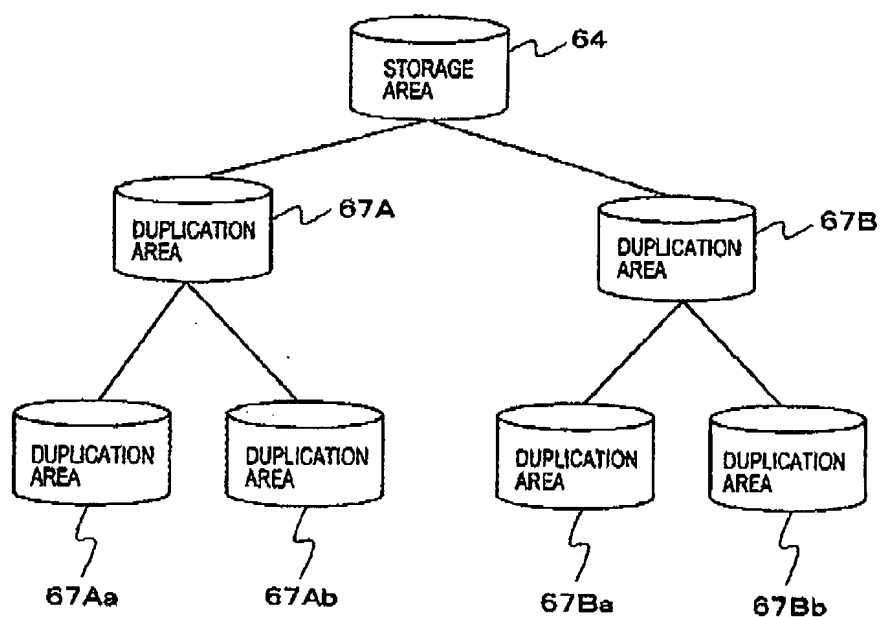 64
STORAGE
AREA
67A
DUPLICATION
AREA
67B
DUPLICATION
AREA
DUPLICATION
AREA
DUPLICATION
AREA
DUPLICATION
AREA
DUPLICATION
AREA
67Aa
67Ab
67Ba
67Bb